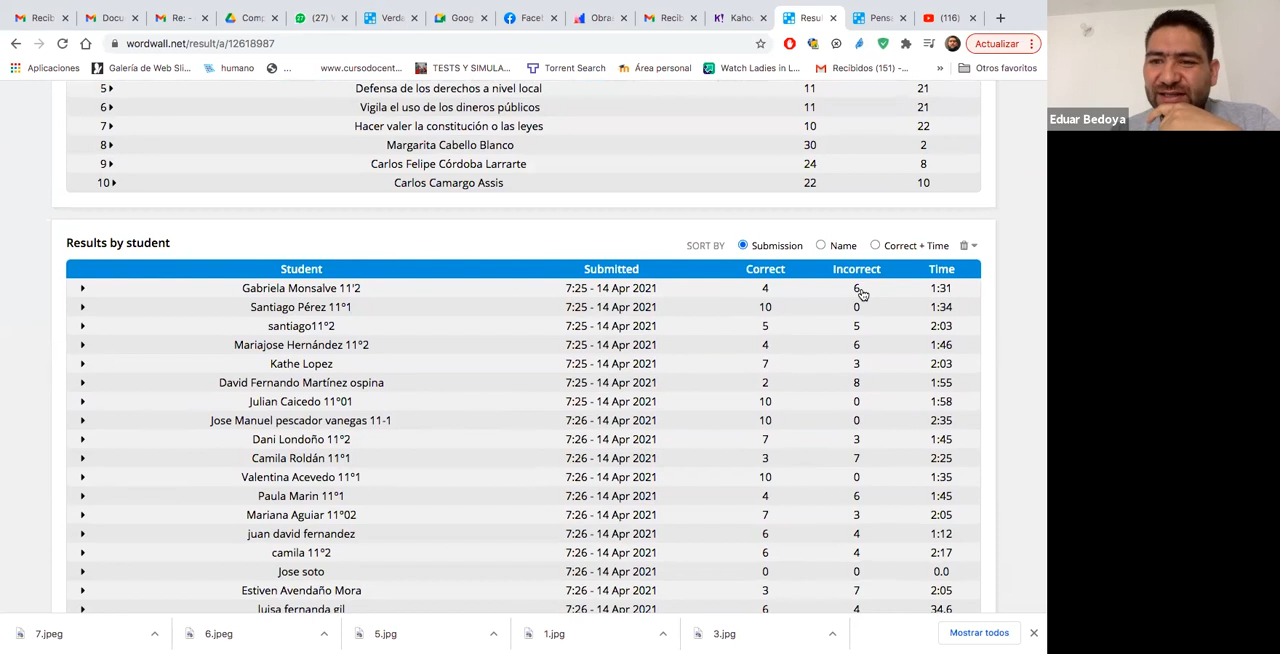 Recib
Docu
Re: -
Comp
(27) V
Verda
Goog
Facel
Obra:
Recib
Kaho
Resul
Pensa
(116)
wordwall.net/result/a/12618987
Actualizar
Aplicaciones
Galería de Web Sli...
humano
...
www.cursodocent...
TESTS Y SIMULA...
Torrent Search
Área personal
Watch Ladies in L...
Recibidos (151) -...
»
Otros favoritos
5 Defensa de los derechos a nivel local 11 21
6 Vigila el uso de los dineros públicos 11 21
7 Hacer valer la constitución o las leyes 10 22
8 Margarita Cabello Blanco 30 2
9 Carlos Felipe Córdoba Larrarte 24 8
10 Carlos Camargo Assis 22 10
Results by student
SORT BY Submission Name Correct + Time
Student Submitted Correct Incorrect Time
Gabriela Monsalve 11'2 7:25 - 14 Apr 2021 4 6 1:31
Santiago Pérez 11°1 7:25 - 14 Apr 2021 10 0 1:34
santiago11°2 7:25 - 14 Apr 2021 5 5 2:03
Mariajose Hernández 11°2 7:25 - 14 Apr 2021 4 6 1:46
Kathe Lopez 7:25 - 14 Apr 2021 7 3 2:03
David Fernando Martínez ospina 7:25 - 14 Apr 2021 2 8 1:55
Julian Caicedo 11°01 7:25 - 14 Apr 2021 10 0 1:58
Jose Manuel pescador vanegas 11-1 7:26 - 14 Apr 2021 10 0 2:35
Dani Londoño 11°2 7:26 - 14 Apr 2021 7 3 1:45
Camila Roldán 11°1 7:26 - 14 Apr 2021 3 7 2:25
Valentina Acevedo 11°1 7:26 - 14 Apr 2021 10 0 1:35
Paula Marin 11°1 7:26 - 14 Apr 2021 4 6 1:45
Mariana Aguiar 11°02 7:26 - 14 Apr 2021 7 3 2:05
juan david fernandez 7:26 - 14 Apr 2021 6 4 1:12
camila 11°2 7:26 - 14 Apr 2021 6 4 2:17
Jose soto 7:26 - 14 Apr 2021 0 0 0.0
Estiven Avendaño Mora 7:26 - 14 Apr 2021 3 7 2:05
luisa fernanda gil 7:26 - 14 Apr 2021 6 4 34.6
7.jpeg
6.jpeg
5.jpg
1.jpg
3.jpg
Mostrar todos
Eduar Bedoya